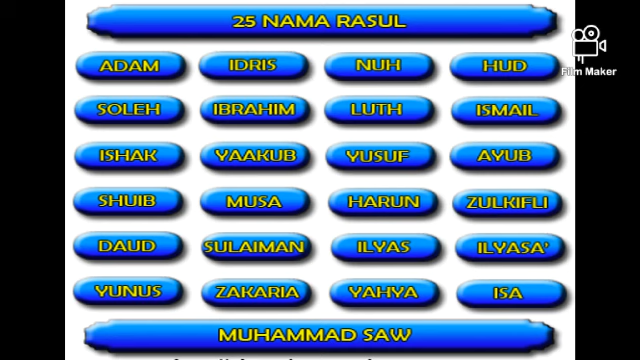 25 NAMA RASUL
ADAM IDRIS NUH HUD
Film Maker
SOLEH IBRAHIM LUTH ISMAIL
ISHAK YAAKUB YUSUF AYUB
SHUIB MUSA HARUN ZULKIFLI
DAUD SULAIMAN ILYAS ILYASA'
YUNUS ZAKARIA YAHYA ISA
MUHAMMAD SAW